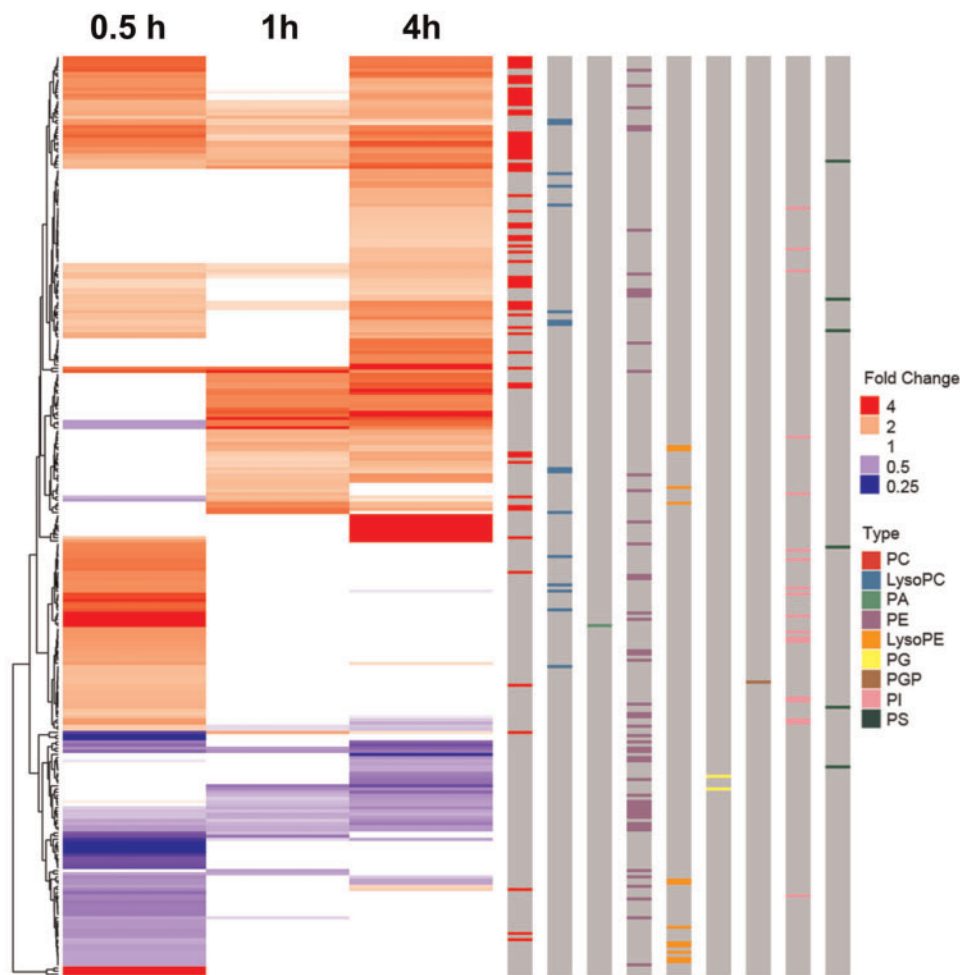 0.5 h 1h 4h
Fold Change
4
2
1
0.5
0.25
Type
PC
LysoPC
PA
PE
LysoPE
PG
PGP
PI
PS